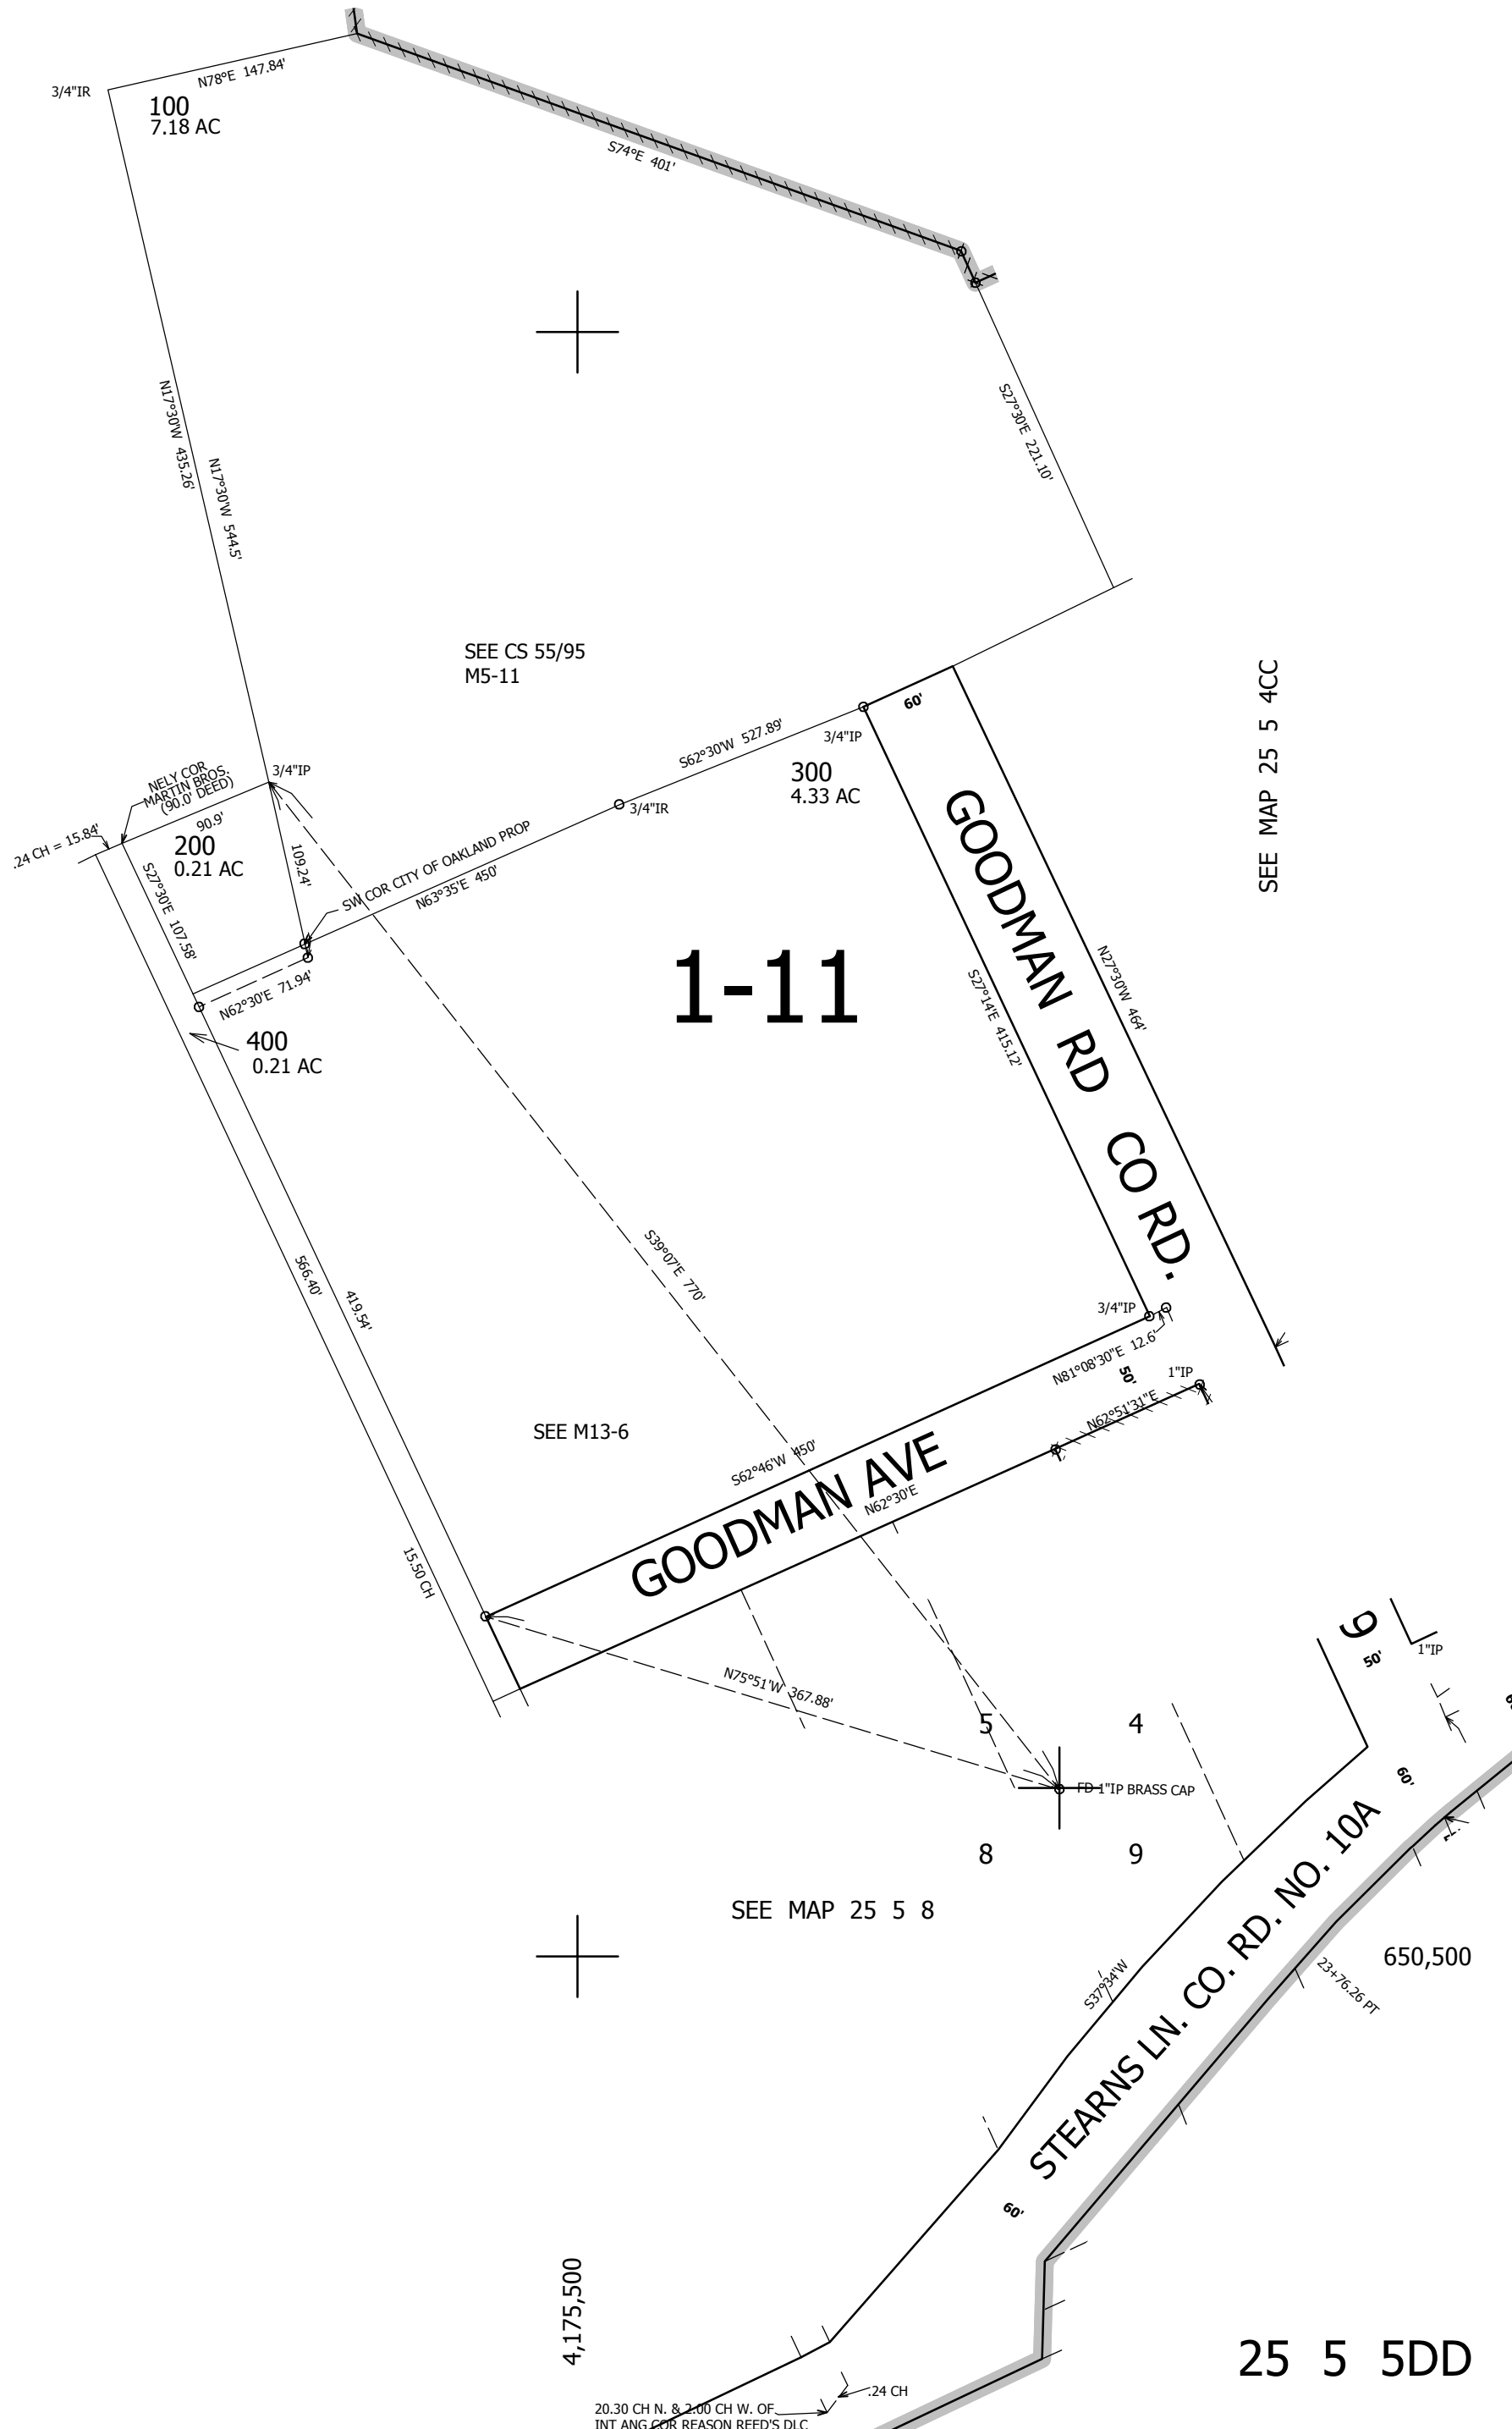 N78°E 147.84'
3/4"IR
100
7.18 AC
S74°E 401'
N17°30'W 435.26'
N17°30'W 544.5'
S27°30'E 221.10'
SEE CS 55/95
M5-11
SEE MAP 25 5 4CC
60'
S62°30'W 527.89'
3/4"IP
300
4.33 AC
3/4"IR
NELY COR
MARTIN BROS.
(90.0' DEED)
3/4"IP
90.9'
.24 CH = 15.84'
200
0.21 AC
109.24'
S27°30'E 107.58'
SW COR CITY OF OAKLAND PROP
N63°35'E 450'
N62°30'E 71.94'
400
0.21 AC
1-11
GOODMAN RD CO RD.
S27°14'E 415.12'
N27°30'W 464'
566.40'
419.54'
S39°07'E 770'
3/4"IP
N81°08'30"E 12.6'
50'
1"IP
N62°51'31"E
SEE M13-6
S62°46'W 450'
GOODMAN AVE
N62°30'E
15.50 CH
N75°51'W 367.88'
5
4
FD 1"IP BRASS CAP
8
9
9
50'
1"IP
60'
SEE MAP 25 5 8
STEARNS LN. CO. RD. NO. 10A
650,500
23+76.26 PT
S37°34'W
60'
4,175,500
25 5 5DD
.24 CH
20.30 CH N. & 2.00 CH W. OF
INT ANG COR REASON REED'S DLC